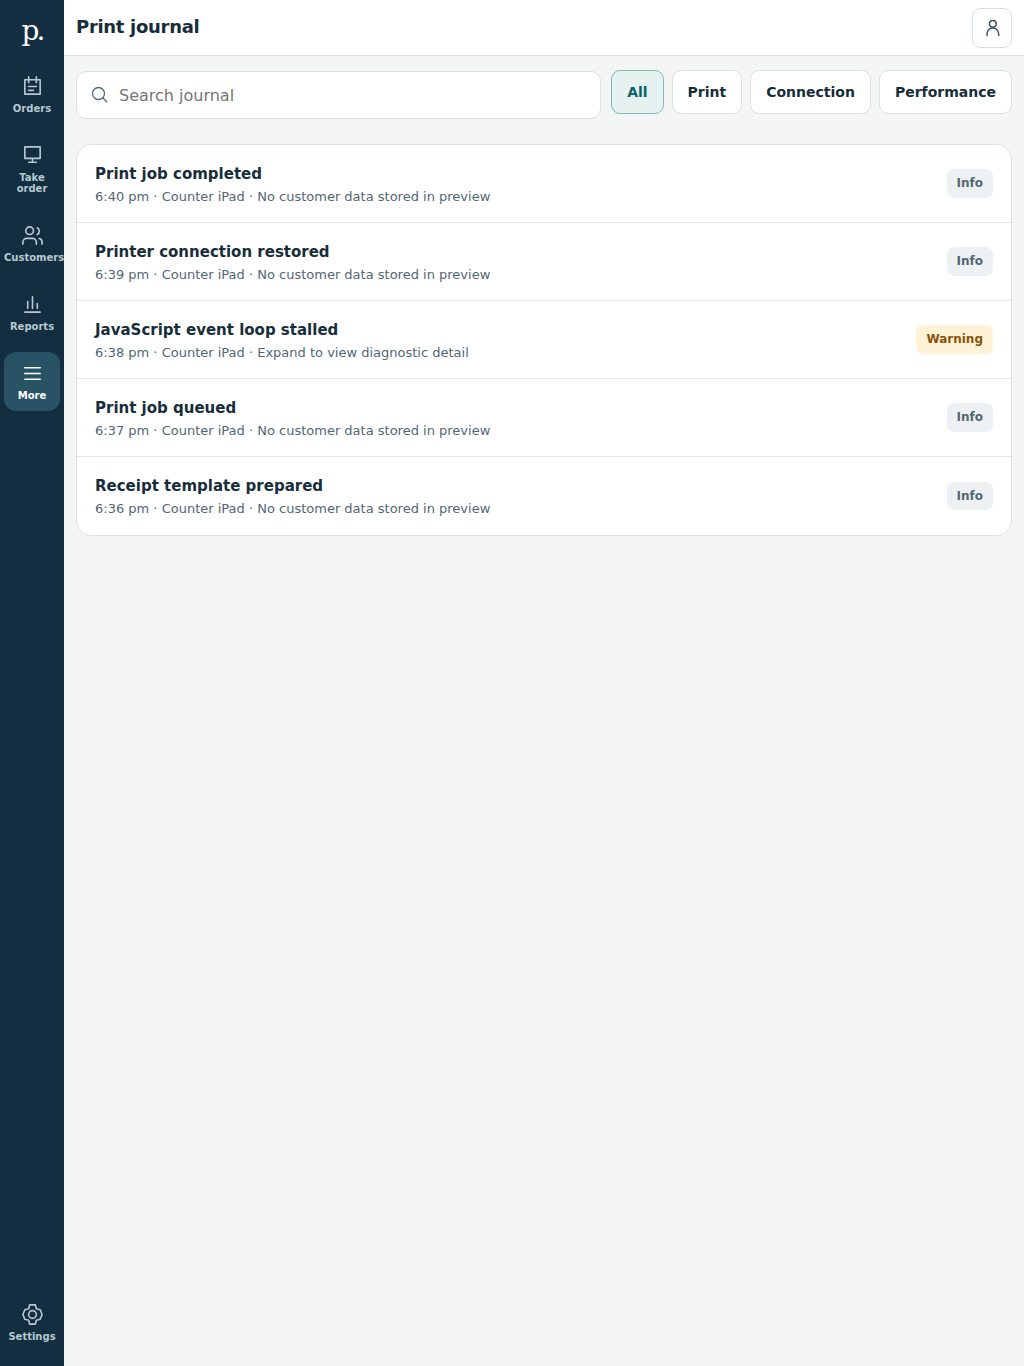 p.
Print journal
Orders
Take
order
Customers
Reports
More
Settings
Search journal
All
Print
Connection
Performance
Print job completed
6:40 pm · Counter iPad · No customer data stored in preview
Info
Printer connection restored
6:39 pm · Counter iPad · No customer data stored in preview
Info
JavaScript event loop stalled
6:38 pm · Counter iPad · Expand to view diagnostic detail
Warning
Print job queued
6:37 pm · Counter iPad · No customer data stored in preview
Info
Receipt template prepared
6:36 pm · Counter iPad · No customer data stored in preview
Info